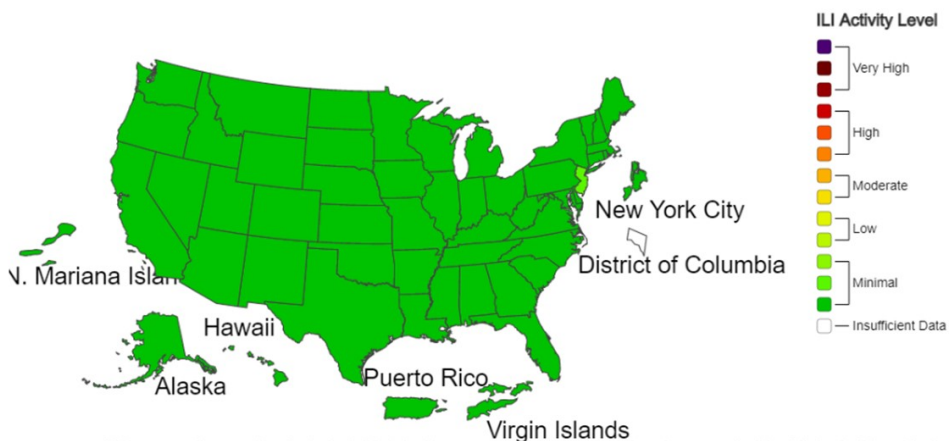 ILI Activity Level
Very High
High
Moderate
Low
Minimal
Insufficient Data
New York City
District of Columbia
N. Mariana Islan
Hawaii
Alaska
Puerto Rico
Virgin Islands